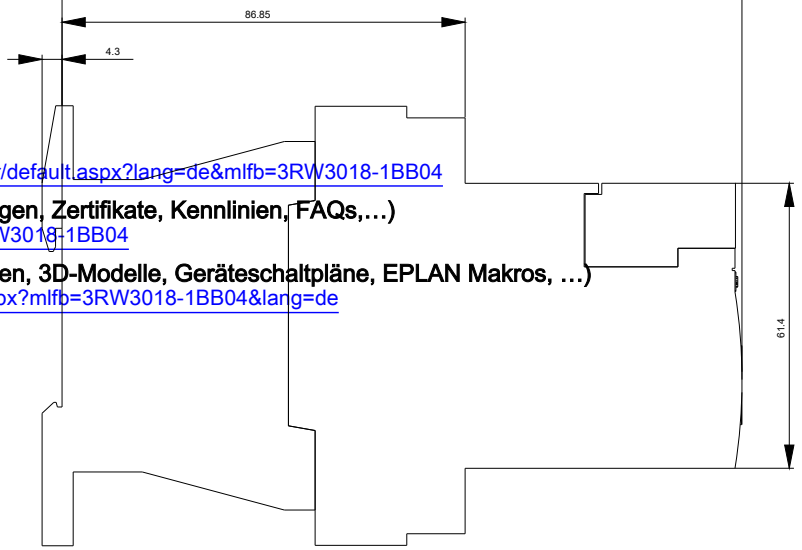 86.85
4.3
/default.aspx?lang=de&mlfb=3RW3018-1BB04
gen, Zertifikate, Kennlinien, FAQs,…)
W3018-1BB04
en, 3D-Modelle, Geräteschaltpläne, EPLAN Makros, …)
px?mlfb=3RW3018-1BB04&lang=de
61.4